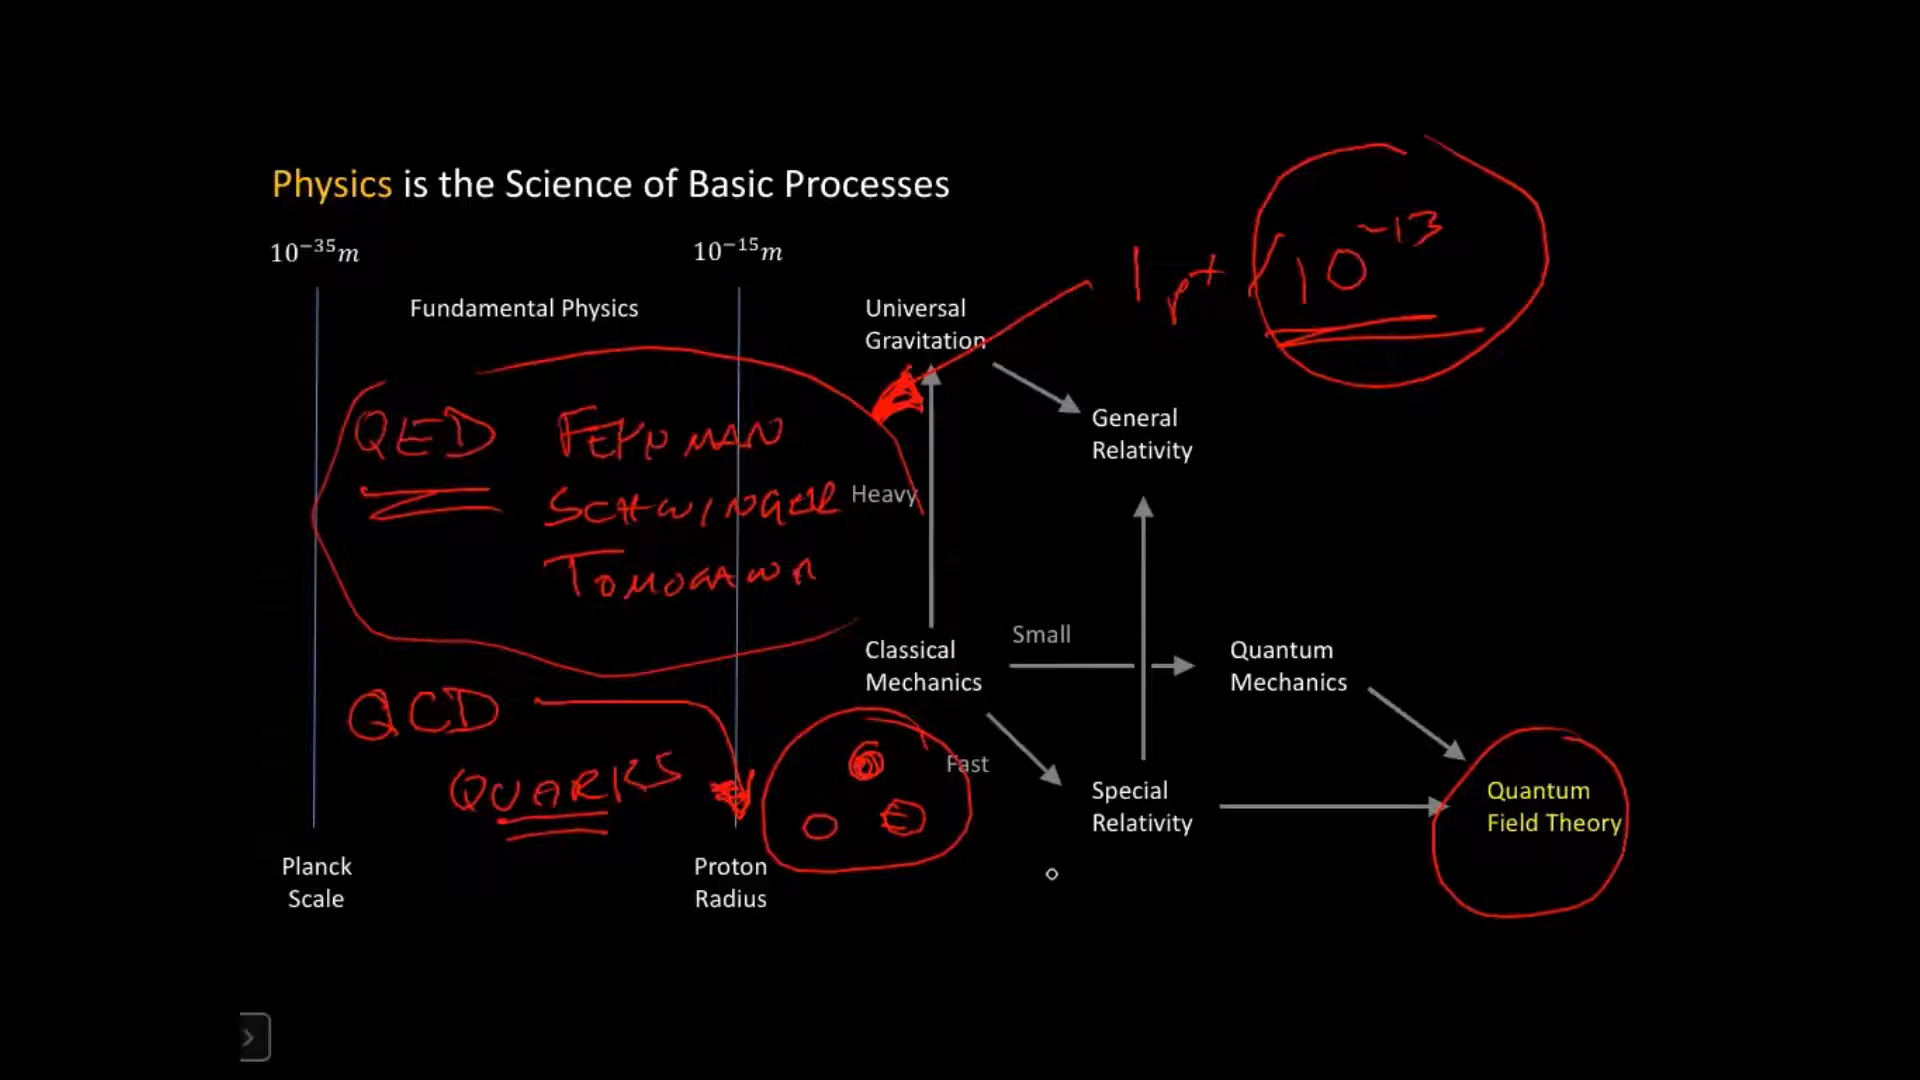 Physics is the Science of Basic Processes
10⁻³⁵m
10⁻¹⁵m
Fundamental Physics
Universal
Gravitation
1 pt / 10⁻¹³
General
Relativity
QED FEYNMAN
SCHWINGER
TOMOGAWA
Heavy
Classical
Mechanics
Small
Quantum
Mechanics
QCD
QUARKS
Fast
Special
Relativity
Quantum
Field Theory
Planck
Scale
Proton
Radius